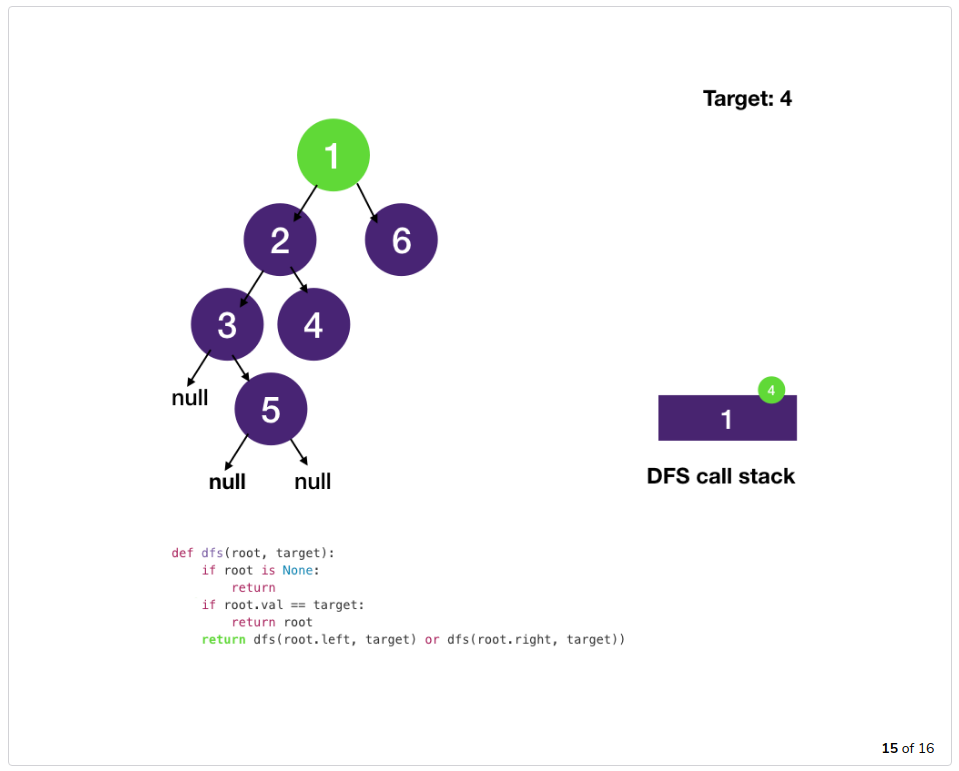 Target: 4
1
2
6
3
4
null
5
null
null
4
1
DFS call stack
def dfs(root, target):
    if root is None:
        return
    if root.val == target:
        return root
    return dfs(root.left, target) or dfs(root.right, target))
15 of 16